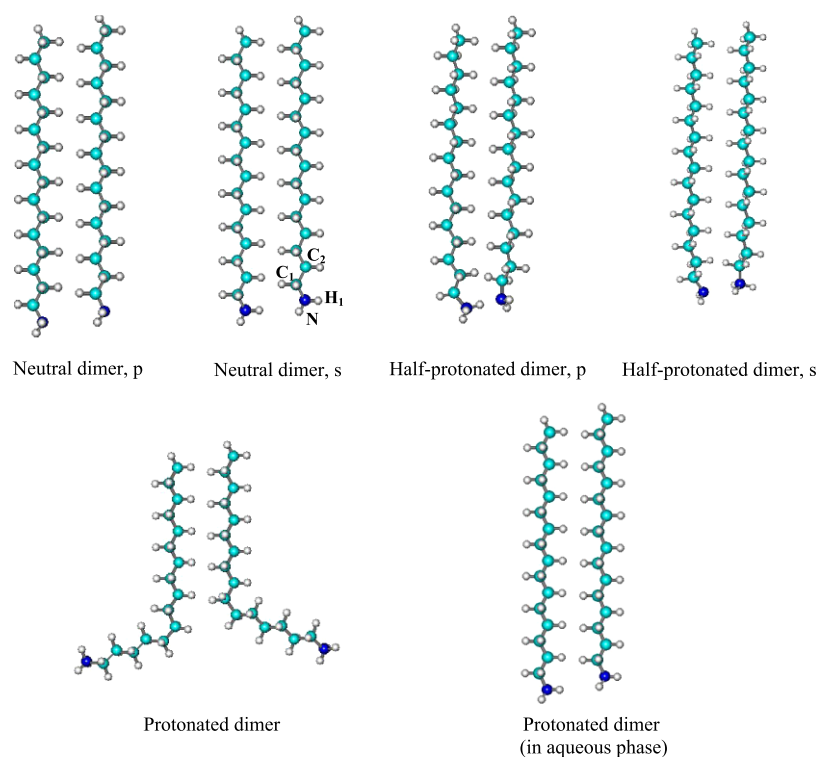 C₂
C₁
H₁
N
Neutral dimer, p
Neutral dimer, s
Half-protonated dimer, p
Half-protonated dimer, s
Protonated dimer
Protonated dimer
(in aqueous phase)